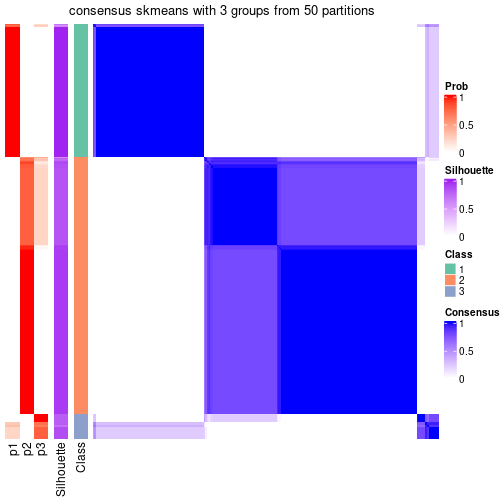 consensus skmeans with 3 groups from 50 partitions
Prob
1
0.5
0
Silhouette
1
0.5
0
Class
1
2
3
Consensus
1
0.5
0
p1
p2
p3
Silhouette
Class